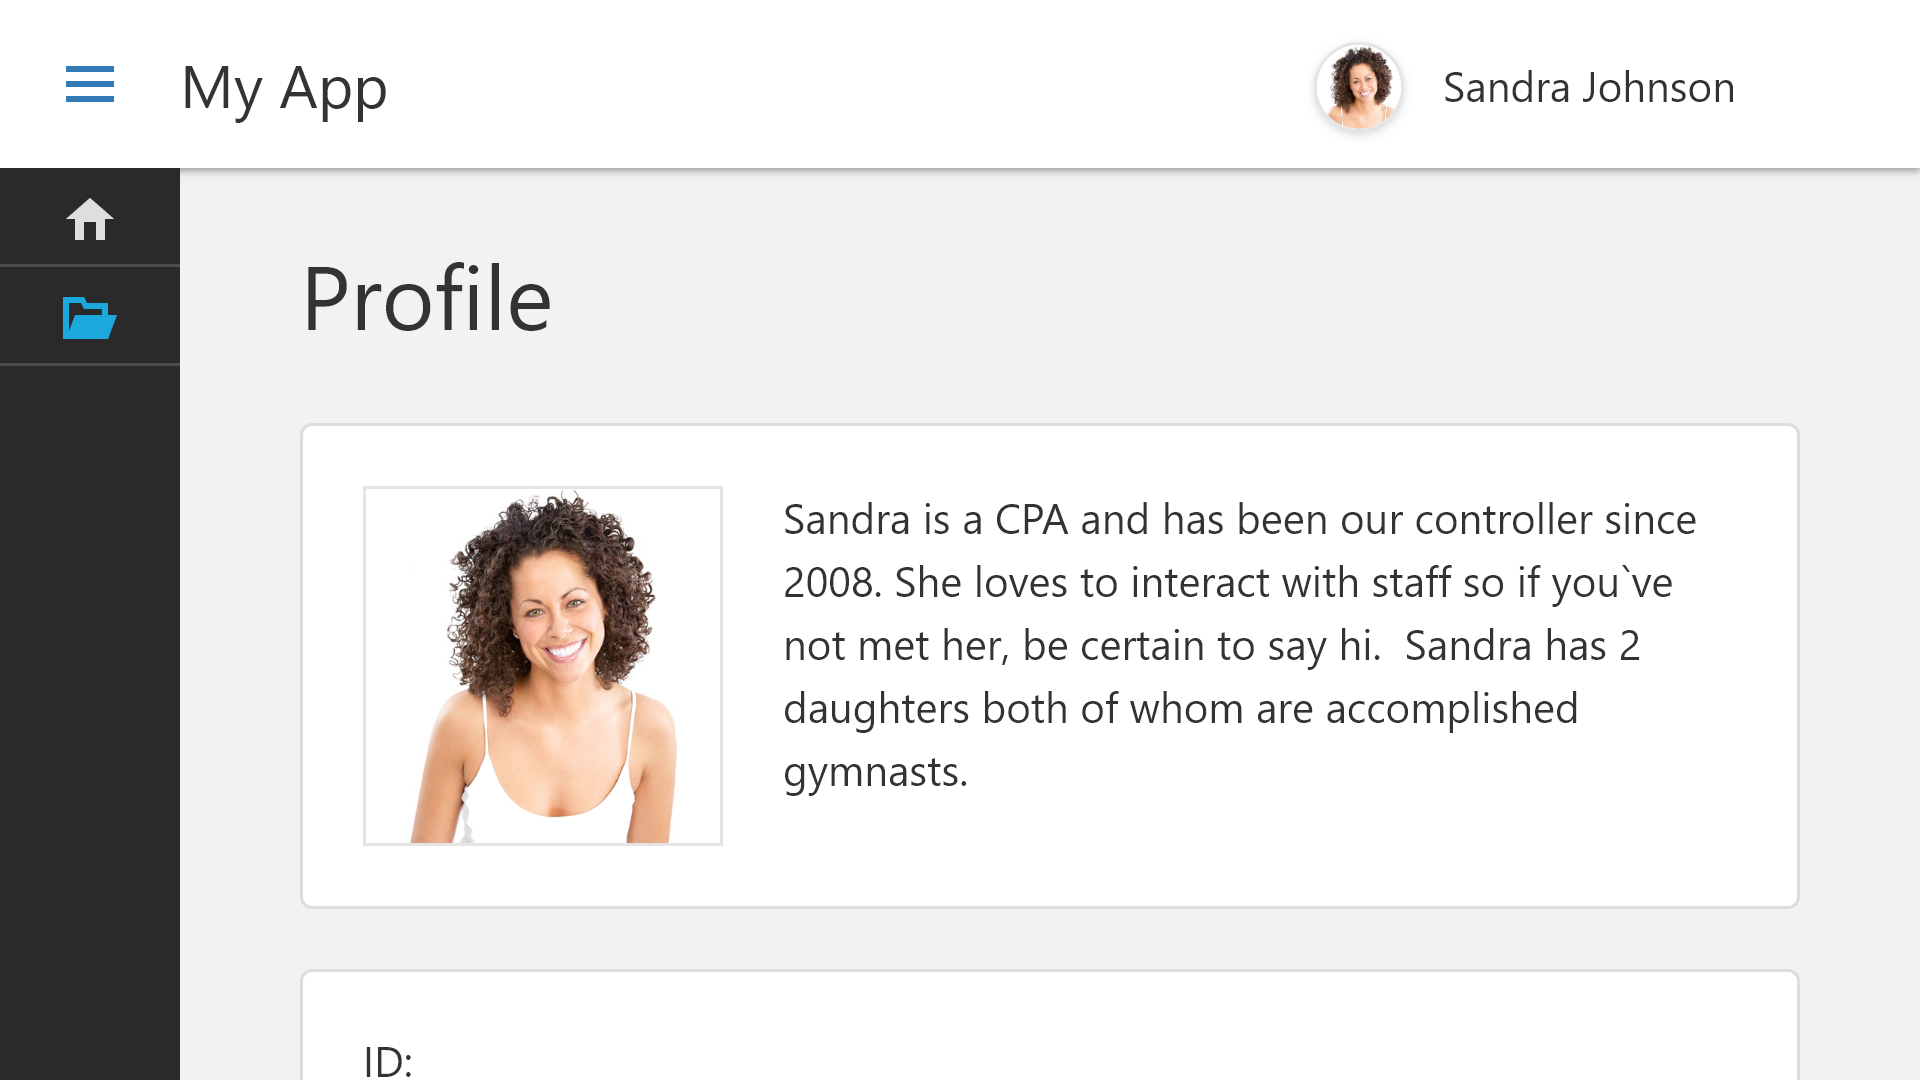 My App
Sandra Johnson
Profile
Sandra is a CPA and has been our controller since
2008. She loves to interact with staff so if you`ve
not met her, be certain to say hi.  Sandra has 2
daughters both of whom are accomplished
gymnasts.
ID: